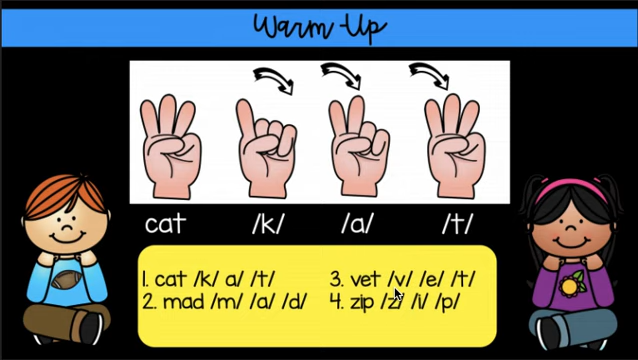 Warm-Up
cat /k/ /a/ /t/
1. cat /k/ a/ /t/
2. mad /m/ /a/ /d/
3. vet /v/ /e/ /t/
4. zip /z/ /i/ /p/